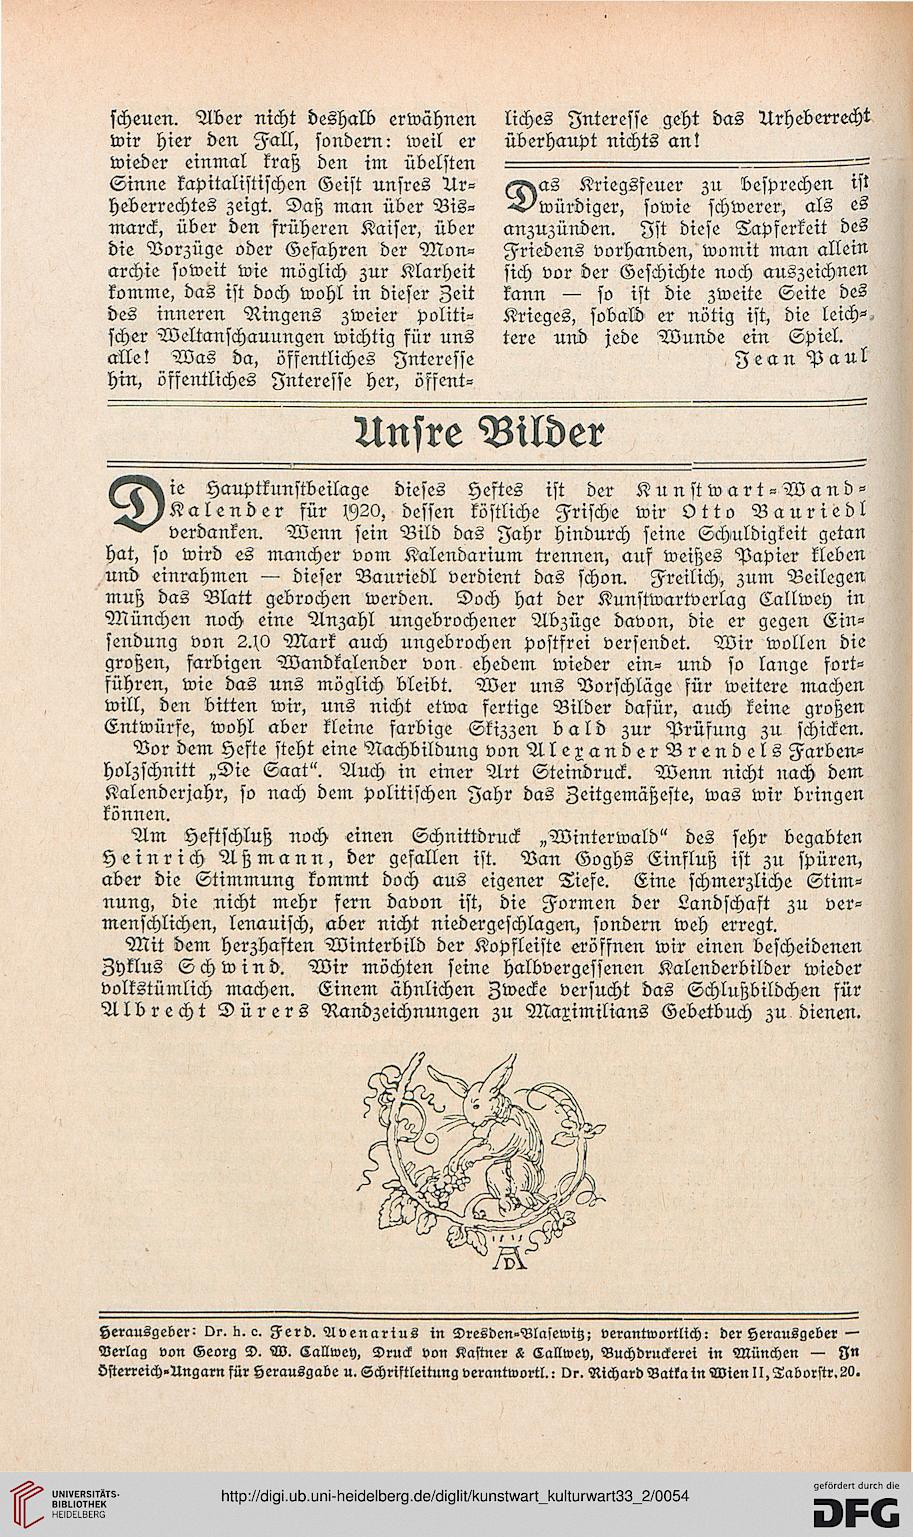 scheuen. Aber nicht deshalb erwähnen
wir hier den Fall, sondern: weil er
wieder einmal kraß den im übelsten
Sinne kapitalistischen Geist unsres Ur-
heberrechtes zeigt. Daß man über Bis-
marck, über den früheren Kaiser, über
die Vorzüge oder Gefahren der Mon-
archie soweit wie möglich zur Klarheit
komme, das ist doch wohl in dieser Zeit
des inneren Ringens zweier politi-
scher Weltanschauungen wichtig für uns
alle! Was da, öffentliches Interesse
hin, öffentliches Interesse her, öffent-
liches Interesse geht das Urheberrecht
überhaupt nichts an!
Das Kriegsfeuer zu besprechen ist
würdiger, sowie schwerer, als es
anzuzünden. Ist diese Tapferkeit des
Friedens vorhanden, womit man allein
sich vor der Geschichte noch auszeichnen
kann — so ist die zweite Seite des
Krieges, sobald er nötig ist, die leich-
tere und jede Wunde ein Spiel.
Jean Paul
Unsre Bilder
Die Hauptkunstbeilage dieses Heftes ist der Kunstwart-Wand-
Kalender für 1920, dessen köstliche Frische wir Otto Bauriedl
verdanken. Wenn sein Bild das Jahr hindurch seine Schuldigkeit getan
hat, so wird es mancher vom Kalendarium trennen, auf weißes Papier kleben
und einrahmen — dieser Bauriedl verdient das schon. Freilich, zum Beilegen
muß das Blatt gebrochen werden. Doch hat der Kunstwartverlag Callwey in
München noch eine Anzahl ungebrochener Abzüge davon, die er gegen Ein-
sendung von 2.10 Mark auch ungebrochen postfrei versendet. Wir wollen die
großen, farbigen Wandkalender von ehedem wieder ein- und so lange fort-
führen, wie das uns möglich bleibt. Wer uns Vorschläge für weitere machen
will, den bitten wir, uns nicht etwa fertige Bilder dafür, auch keine großen
Entwürfe, wohl aber kleine farbige Skizzen bald zur Prüfung zu schicken.
Vor dem Hefte steht eine Nachbildung von Alexander Brendels Farben-
holzschnitt „Die Saat“. Auch in einer Art Steindruck. Wenn nicht nach dem
Kalenderjahr, so nach dem politischen Jahr das Zeitgemäßeste, was wir bringen
können.
Am Heftschluß noch einen Schnittdruck „Winterwald“ des sehr begabten
Heinrich Aßmann, der gefallen ist. Van Goghs Einfluß ist zu spüren,
aber die Stimmung kommt doch aus eigener Tiefe. Eine schmerzliche Stim-
nung, die nicht mehr fern davon ist, die Formen der Landschaft zu ver-
menschlichen, lenauisch, aber nicht niedergeschlagen, sondern weh erregt.
Mit dem herzhaften Winterbild der Kopfleiste eröffnen wir einen bescheidenen
Zyklus Schwind. Wir möchten seine halbvergessenen Kalenderbilder wieder
volkstümlich machen. Einem ähnlichen Zwecke versucht das Schlußbildchen für
Albrecht Dürers Randzeichnungen zu Maximilians Gebetbuch zu dienen.
AD
Herausgeber: Dr. h. c. Ferd. Avenarius in Dresden-Blasewitz; verantwortlich: der Herausgeber —
Verlag von Georg D. W. Callwey, Druck von Kastner & Callwey, Buchdruckerei in München — In
Österreich-Ungarn für Herausgabe u. Schriftleitung verantwortl.: Dr. Richard Batka in Wien II, Taborstr. 20.
UNIVERSITÄTS-
BIBLIOTHEK
HEIDELBERG
http://digi.ub.uni-heidelberg.de/diglit/kunstwart_kulturwart33_2/0054
gefördert durch die
DFG